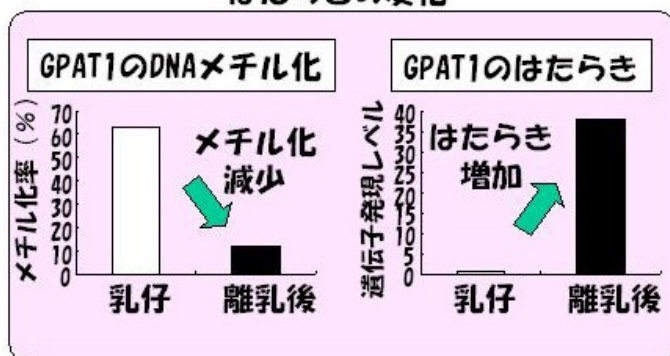 GPAT1のDNAメチル化
メチル化率(%)
70
60
50
40
30
20
10
0
メチル化
減少
乳仔
離乳後
GPAT1のはたらき
遺伝子発現レベル
40
35
30
25
20
15
10
5
0
はたらき
増加
乳仔
離乳後